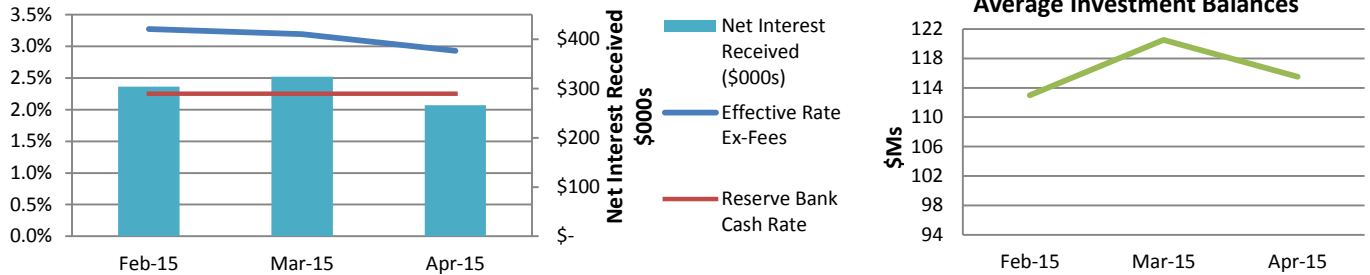 3.5%
3.0%
2.5%
2.0%
1.5%
1.0%
0.5%
0.0%
Feb-15
Mar-15
Apr-15
$400
$300
$200
$100
$-
Net Interest Received
$000s
Net Interest
Received
($000s)
Effective Rate
Ex-Fees
Reserve Bank
Cash Rate
Average Investment Balances
$Ms
122
118
114
110
106
102
98
94
Feb-15
Mar-15
Apr-15